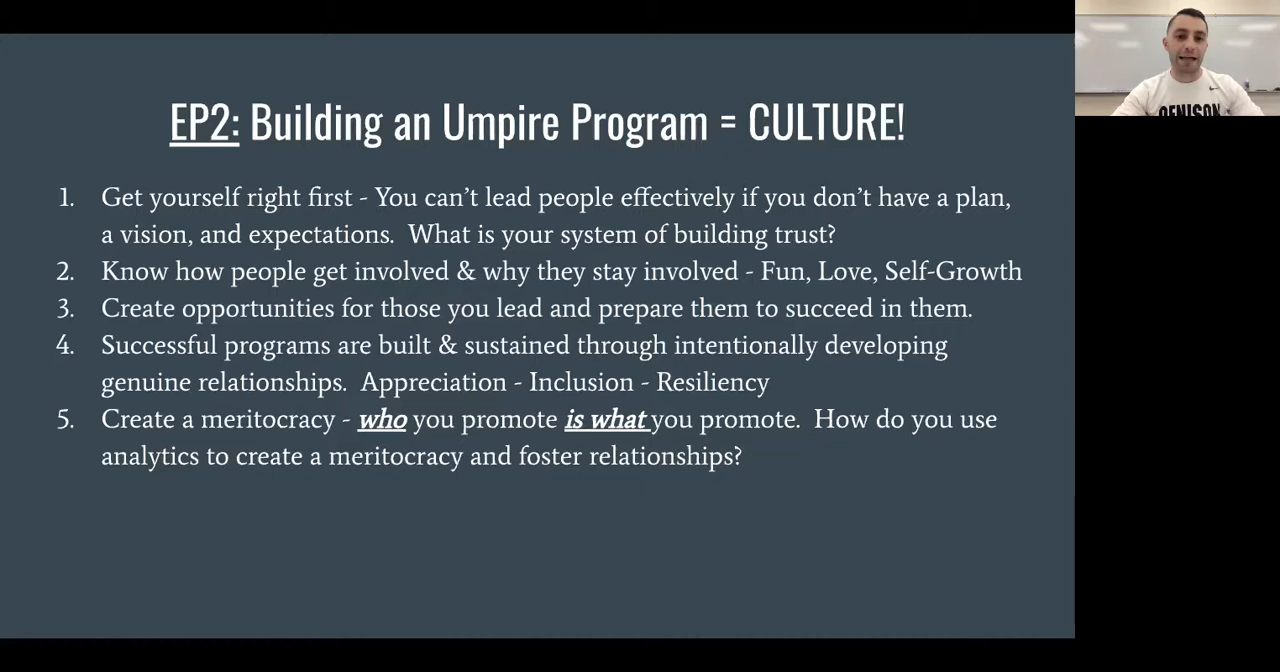 EP2: Building an Umpire Program = CULTURE!
1. Get yourself right first - You can't lead people effectively if you don't have a plan,
a vision, and expectations.  What is your system of building trust?
2. Know how people get involved & why they stay involved - Fun, Love, Self-Growth
3. Create opportunities for those you lead and prepare them to succeed in them.
4. Successful programs are built & sustained through intentionally developing
genuine relationships.  Appreciation - Inclusion - Resiliency
5. Create a meritocracy - who you promote is what you promote.  How do you use
analytics to create a meritocracy and foster relationships?
DENISON